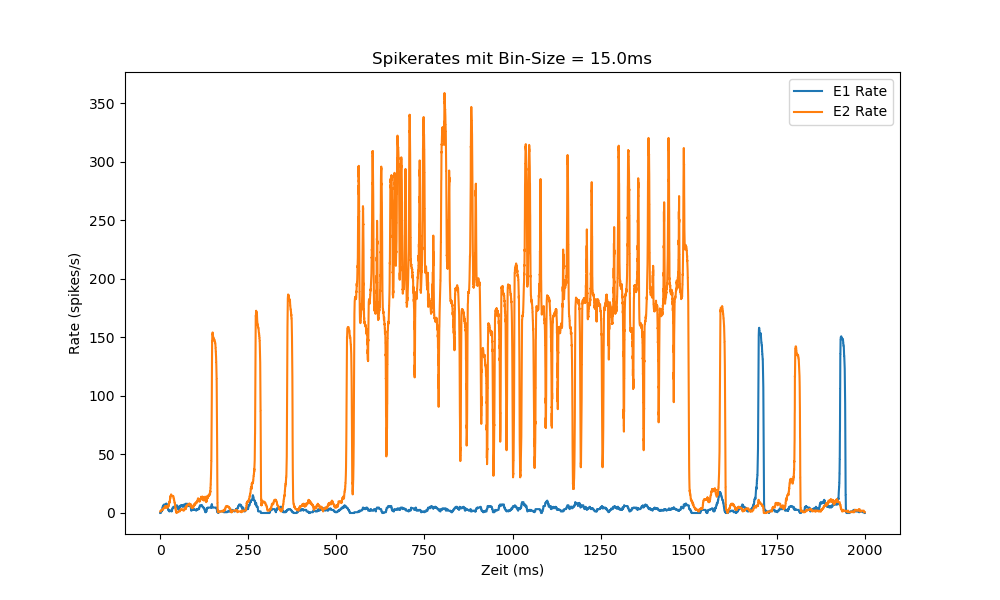 Spikerates mit Bin-Size = 15.0ms
E1 Rate
E2 Rate
Rate (spikes/s)
350
300
250
200
150
100
50
0
0 250 500 750 1000 1250 1500 1750 2000
Zeit (ms)